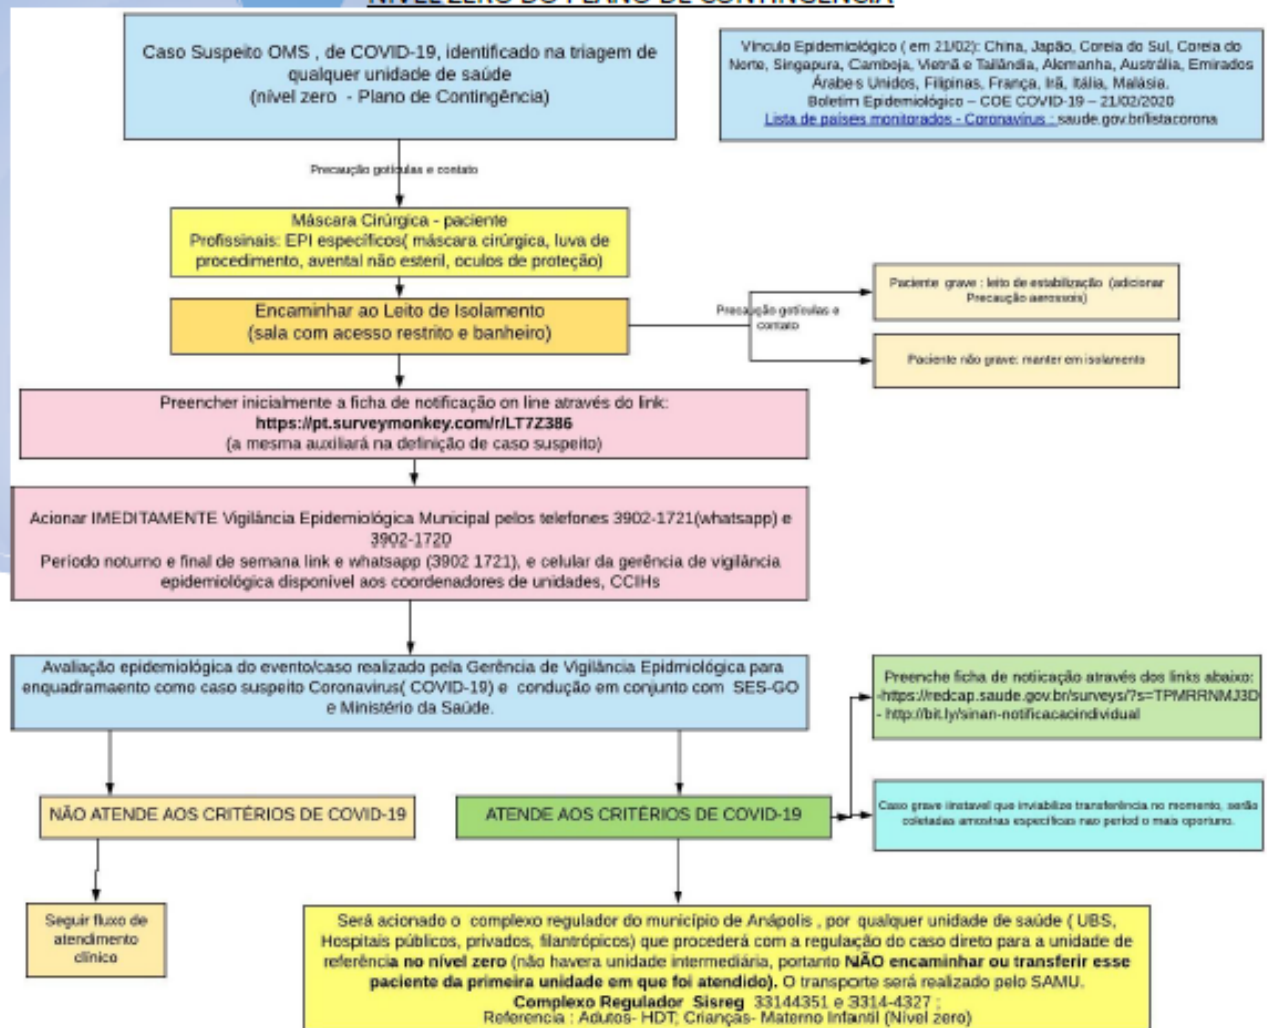 NÍVEL ZERO DO PLANO DE CONTINGÊNCIA
Caso Suspeito OMS , de COVID-19, identificado na triagem de
qualquer unidade de saúde
(nível zero - Plano de Contingência)
Vínculo Epidemiológico ( em 21/02): China, Japão, Coreia do Sul, Coreia do
Norte, Singapura, Camboja, Vietnã e Tailândia, Alemanha, Austrália, Emirados
Árabes Unidos, Filipinas, França, Irã, Itália, Malásia.
Boletim Epidemiológico – COE COVID-19 – 21/02/2020
Lista de países monitorados - Coronavírus : saude.gov.br/listacorona
Precaução gotículas e contato
Máscara Cirúrgica - paciente
Profissinais: EPI específicos( máscara cirúrgica, luva de
procedimento, avental não esteril, oculos de proteção)
Encaminhar ao Leito de Isolamento
(sala com acesso restrito e banheiro)
Precaução gotículas e
contato
Paciente grave : leito de estabilização (adicionar
Precaução aerossois)
Paciente não grave: manter em isolamento
Preencher inicialmente a ficha de notificação on line através do link:
https://pt.surveymonkey.com/r/LT7Z386
(a mesma auxiliará na definição de caso suspeito)
Acionar IMEDITAMENTE Vigilância Epidemiológica Municipal pelos telefones 3902-1721(whatsapp) e
3902-1720
Período noturno e final de semana link e whatsapp (3902 1721), e celular da gerência de vigilância
epidemiológica disponível aos coordenadores de unidades, CCIHs
Avaliação epidemiológica do evento/caso realizado pela Gerência de Vigilância Epidmiológica para
enquadramaento como caso suspeito Coronavirus( COVID-19) e condução em conjunto com SES-GO
e Ministério da Saúde.
Preenche ficha de notiicação através dos links abaixo:
-https://redcap.saude.gov.br/surveys/?s=TPMRRNMJ3D
- http://bit.ly/sinan-notificacaoindividual
NÃO ATENDE AOS CRITÉRIOS DE COVID-19
ATENDE AOS CRITÉRIOS DE COVID-19
Caso grave iinstavel que inviabilize transferência no momento, serão
coletadas amostras específicas nao period o mais oportuno.
Seguir fluxo de
atendimento
clínico
Será acionado o complexo regulador do município de Anápolis , por qualquer unidade de saúde ( UBS,
Hospitais públicos, privados, filantrópicos) que procederá com a regulação do caso direto para a unidade de
referência no nível zero (não havera unidade intermediária, portanto NÃO encaminhar ou transferir esse
paciente da primeira unidade em que foi atendido). O transporte será realizado pelo SAMU.
Complexo Regulador Sisreg 33144351 e 3314-4327 ;
Referencia : Adutos- HDT; Crianças- Materno Infantil (Nível zero)